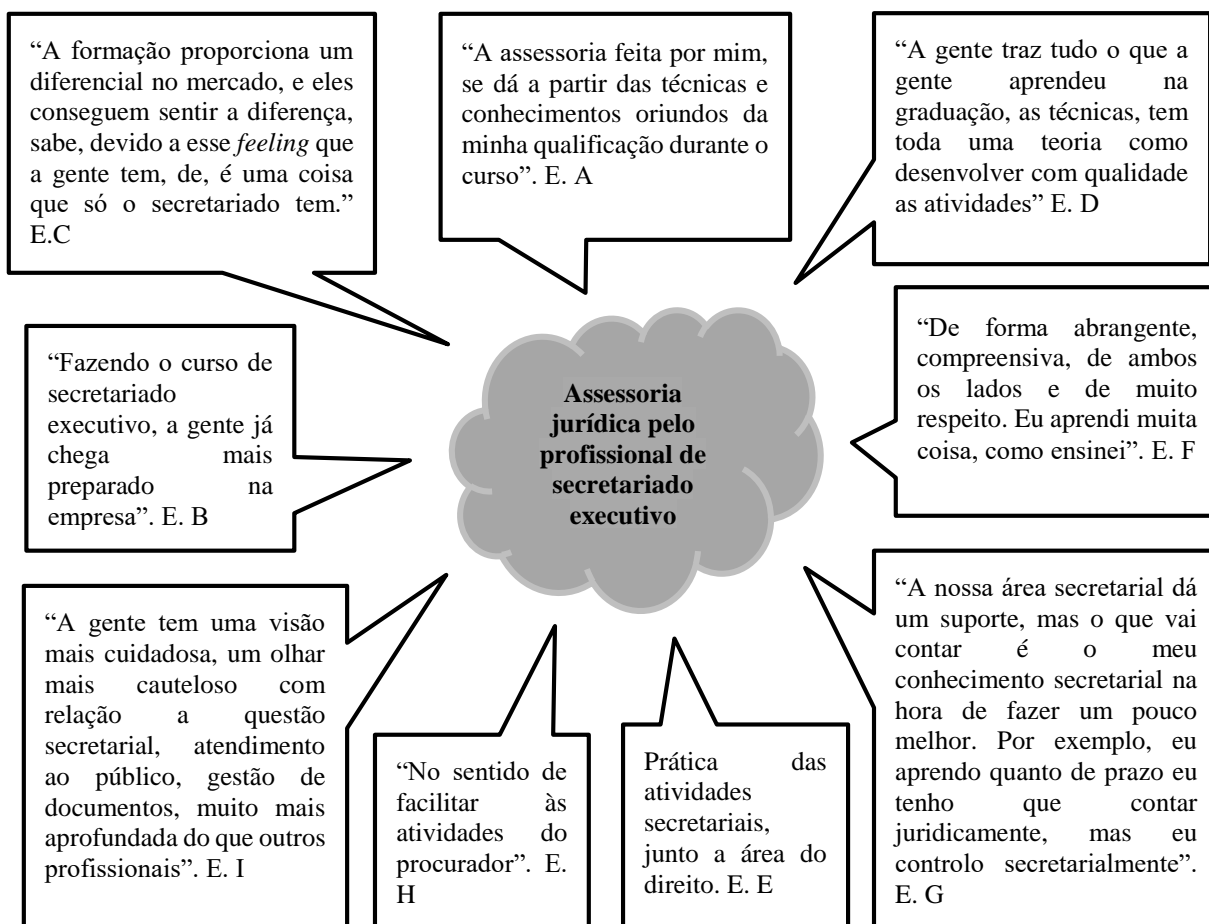 “A formação proporciona um
diferencial no mercado, e eles
conseguem sentir a diferença,
sabe, devido a esse feeling que
a gente tem, de, é uma coisa
que só o secretariado tem.”
E.C
“A assessoria feita por mim,
se dá a partir das técnicas e
conhecimentos oriundos da
minha qualificação durante o
curso”. E. A
“A gente traz tudo o que a
gente aprendeu na
graduação, as técnicas, tem
toda uma teoria como
desenvolver com qualidade
as atividades” E. D
“Fazendo o curso de
secretariado
executivo, a gente já
chega mais
preparado na
empresa”. E. B
Assessoria
jurídica pelo
profissional de
secretariado
executivo
“De forma abrangente,
compreensiva, de ambos
os lados e de muito
respeito. Eu aprendi muita
coisa, como ensinei”. E. F
“A gente tem uma visão
mais cuidadosa, um olhar
mais cauteloso com
relação a questão
secretarial, atendimento
ao público, gestão de
documentos, muito mais
aprofundada do que outros
profissionais”. E. I
“No sentido de
facilitar às
atividades do
procurador”. E.
H
Prática das
atividades
secretariais,
junto a área do
direito. E. E
“A nossa área secretarial dá
um suporte, mas o que vai
contar é o meu
conhecimento secretarial na
hora de fazer um pouco
melhor. Por exemplo, eu
aprendo quanto de prazo eu
tenho que contar
juridicamente, mas eu
controlo secretarialmente”.
E. G